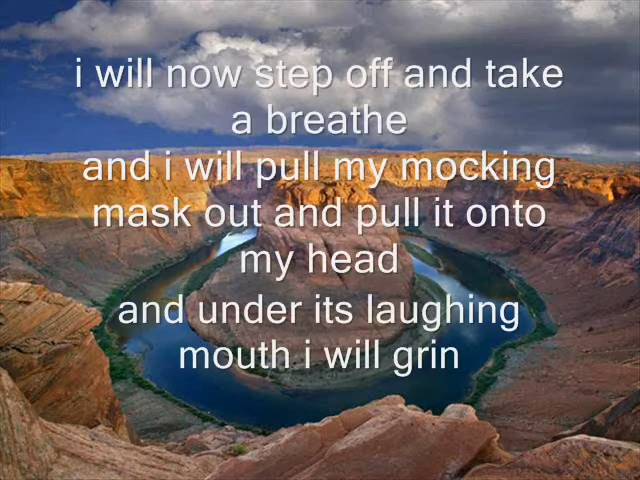 i will now step off and take
a breathe
and i will pull my mocking
mask out and pull it onto
my head
and under its laughing
mouth i will grin